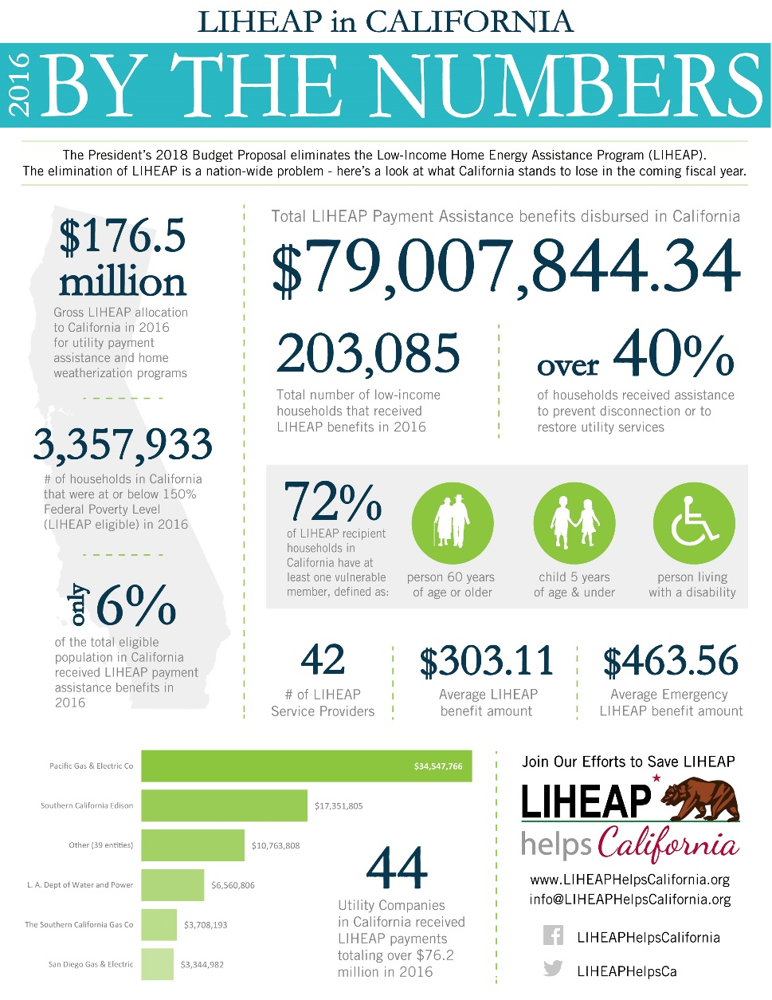 LIHEAP in CALIFORNIA
2016
BY THE NUMBERS
The President's 2018 Budget Proposal eliminates the Low-Income Home Energy Assistance Program (LIHEAP).
The elimination of LIHEAP is a nation-wide problem - here's a look at what California stands to lose in the coming fiscal year.
$176.5
million
Gross LIHEAP allocation
to California in 2016
for utility payment
assistance and home
weatherization programs
3,357,933
# of households in California
that were at or below 150%
Federal Poverty Level
(LIHEAP eligible) in 2016
only 6%
of the total eligible
population in California
received LIHEAP payment
assistance benefits in
2016
Total LIHEAP Payment Assistance benefits disbursed in California
$79,007,844.34
203,085
Total number of low-income
households that received
LIHEAP benefits in 2016
over 40%
of households received assistance
to prevent disconnection or to
restore utility services
72%
of LIHEAP recipient
households in
California have at
least one vulnerable
member, defined as:
person 60 years
of age or older
child 5 years
of age & under
person living
with a disability
42
# of LIHEAP
Service Providers
$303.11
Average LIHEAP
benefit amount
$463.56
Average Emergency
LIHEAP benefit amount
Pacific Gas & Electric Co $34,547,766
Southern California Edison $17,351,805
Other (39 entities) $10,763,808
L. A. Dept of Water and Power $6,560,806
The Southern California Gas Co $3,708,193
San Diego Gas & Electric $3,344,982
44
Utility Companies
in California received
LIHEAP payments
totaling over $76.2
million in 2016
Join Our Efforts to Save LIHEAP
LIHEAP
helps California
www.LIHEAPHelpsCalifornia.org
info@LIHEAPHelpsCalifornia.org
LIHEAPHelpsCalifornia
LIHEAPHelpsCa